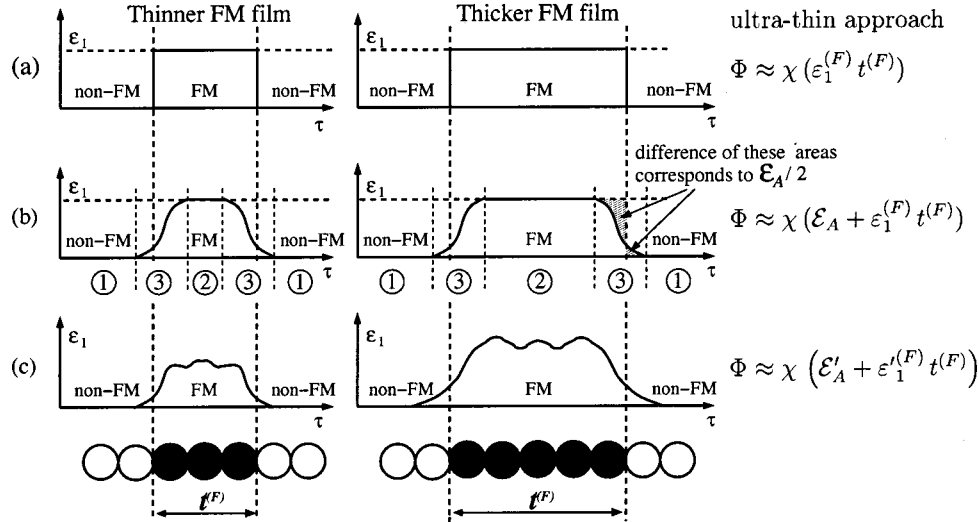 Thinner FM film Thicker FM film ultra-thin approach
(a) ε₁ non–FM FM non–FM τ ε₁ non–FM FM non–FM τ Φ ≈ χ (ε₁^(F) t^(F))
difference of these areas
corresponds to 𝓔_A/2
(b) ε₁ non–FM FM non–FM τ ε₁ non–FM FM non–FM τ Φ ≈ χ (𝓔_A + ε₁^(F) t^(F))
① ③ ② ③ ① ① ③ ② ③ ①
(c) ε₁ non–FM FM non–FM τ ε₁ non–FM FM non–FM τ Φ ≈ χ (𝓔′_A + ε′₁^(F) t^(F))
t^(F) t^(F)